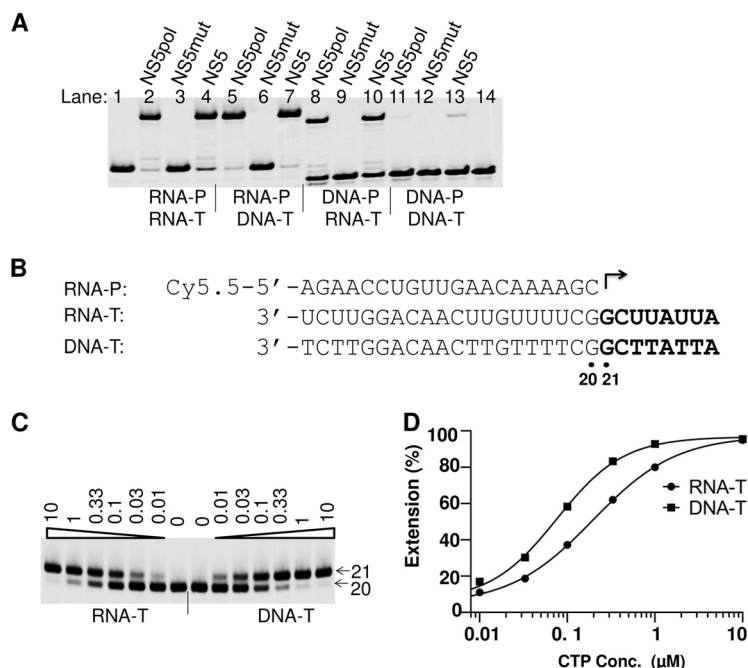 A
NS5pol NS5mut NS5 NS5pol NS5mut NS5 NS5pol NS5mut NS5 NS5pol NS5mut NS5
Lane: 1 2 3 4 5 6 7 8 9 10 11 12 13 14
RNA-P RNA-P DNA-P DNA-P
RNA-T DNA-T RNA-T DNA-T
B
RNA-P: Cy5.5-5′-AGAACCUGUUGAACAAAAGC
RNA-T: 3′-UCUUGGACAACUUGUUUUCGGCUUAUUA
DNA-T: 3′-TCTTGGACAACTTGTTTTCGGCTTATTA
20 21
C
10 1 0.33 0.1 0.03 0.01 0 0 0.01 0.03 0.1 0.33 1 10
←21
←20
RNA-T DNA-T
D
Extension (%)
100
80
60
40
20
0
0.01 0. 1 1 10
CTP Conc. (μM)
RNA-T
DNA-T